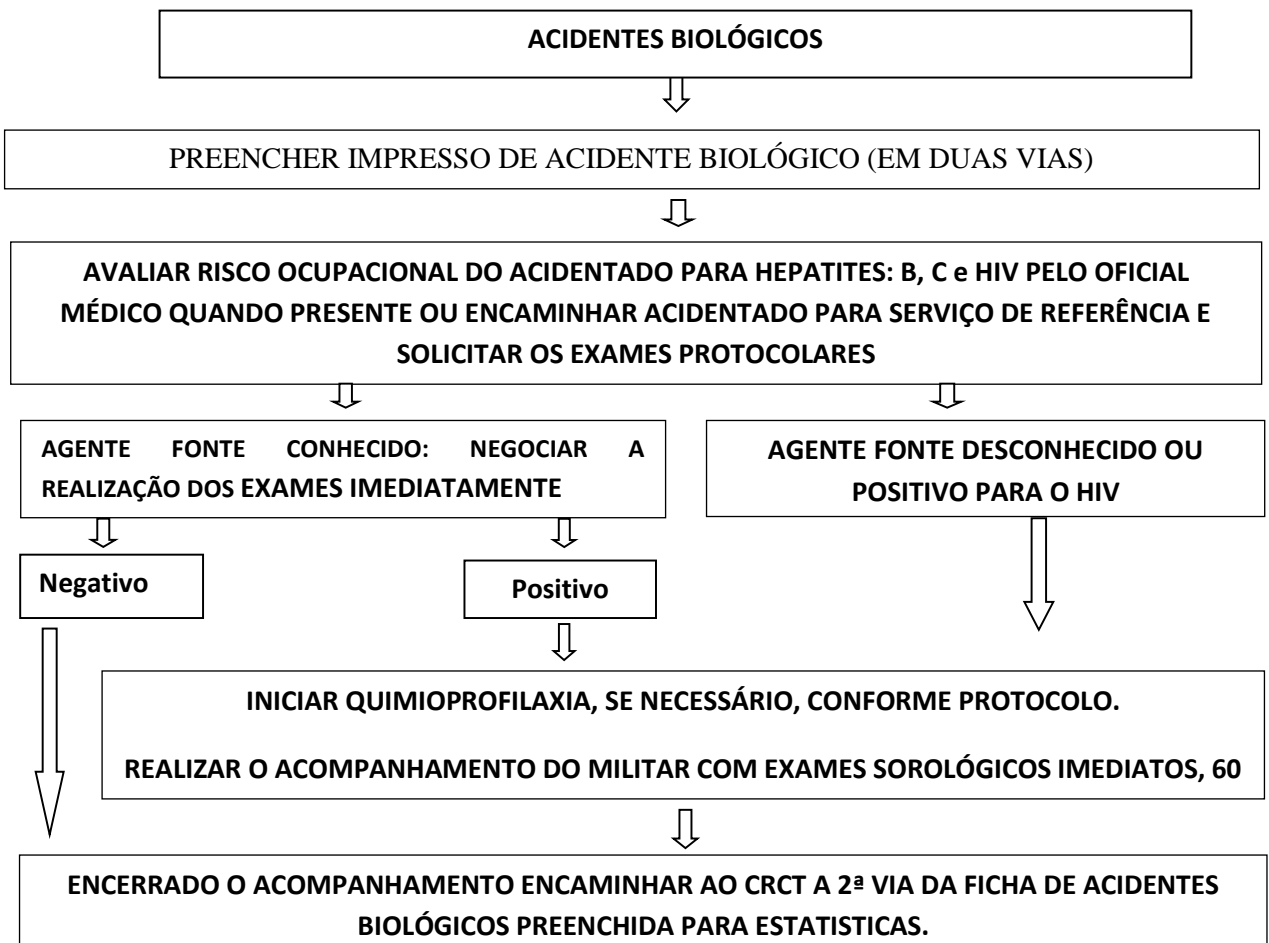 ACIDENTES BIOLÓGICOS
PREENCHER IMPRESSO DE ACIDENTE BIOLÓGICO (EM DUAS VIAS)
AVALIAR RISCO OCUPACIONAL DO ACIDENTADO PARA HEPATITES: B, C e HIV PELO OFICIAL
MÉDICO QUANDO PRESENTE OU ENCAMINHAR ACIDENTADO PARA SERVIÇO DE REFERÊNCIA E
SOLICITAR OS EXAMES PROTOCOLARES
AGENTE FONTE CONHECIDO: NEGOCIAR A
REALIZAÇÃO DOS EXAMES IMEDIATAMENTE
AGENTE FONTE DESCONHECIDO OU
POSITIVO PARA O HIV
Negativo
Positivo
INICIAR QUIMIOPROFILAXIA, SE NECESSÁRIO, CONFORME PROTOCOLO.
REALIZAR O ACOMPANHAMENTO DO MILITAR COM EXAMES SOROLÓGICOS IMEDIATOS, 60
ENCERRADO O ACOMPANHAMENTO ENCAMINHAR AO CRCT A 2ª VIA DA FICHA DE ACIDENTES
BIOLÓGICOS PREENCHIDA PARA ESTATISTICAS.